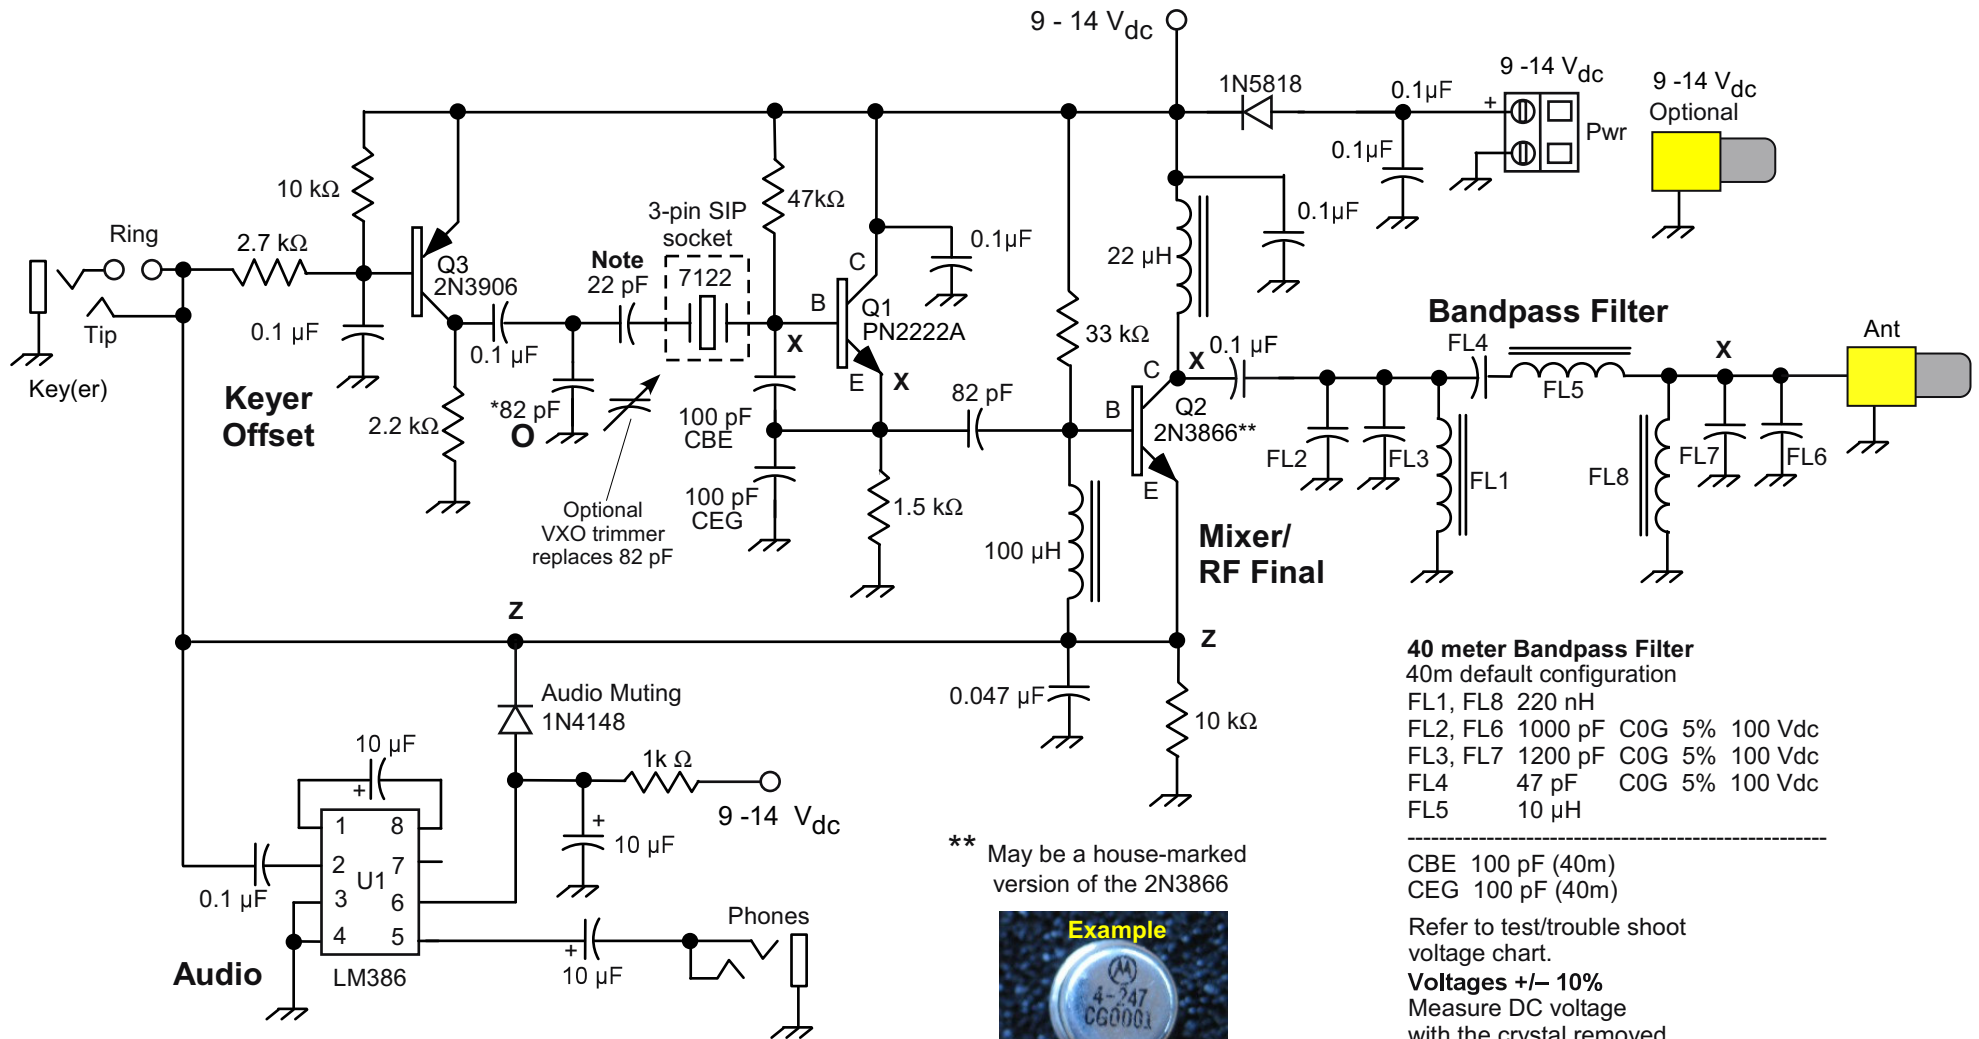 9 - 14 Vdc
1N5818
0.1µF
9 -14 Vdc
+
Pwr
9 -14 Vdc
Optional
0.1µF
10 kΩ
47kΩ
3-pin SIP
socket
7122
Ring
2.7 kΩ
Q3
2N3906
Note
22 pF
C
0.1µF
B
Q1
PN2222A
22 µH
0.1µF
Tip
Key(er)
0.1 µF
0.1 µF
X
E
X
33 kΩ
C
X
0.1 µF
Bandpass Filter
FL4
FL5
X
Ant
Keyer
Offset
2.2 kΩ
*82 pF
O
100 pF
CBE
82 pF
B
Q2
2N3866**
E
FL2
FL3
FL1
FL8
FL7
FL6
Optional
VXO trimmer
replaces 82 pF
100 pF
CEG
1.5 kΩ
100 µH
Mixer/
RF Final
Z
Z
Audio Muting
1N4148
0.047 µF
10 kΩ
10 µF
+
1k Ω
9 -14 Vdc
+
10 µF
1
8
2
7
U1
3
6
4
5
LM386
0.1 µF
Audio
+
10 µF
Phones
** May be a house-marked
version of the 2N3866
Example
M
4-247
CG0001
40 meter Bandpass Filter
40m default configuration
FL1, FL8 220 nH
FL2, FL6 1000 pF C0G 5% 100 Vdc
FL3, FL7 1200 pF C0G 5% 100 Vdc
FL4 47 pF C0G 5% 100 Vdc
FL5 10 µH
------------------------------------------------------
CBE 100 pF (40m)
CEG 100 pF (40m)
Refer to test/trouble shoot
voltage chart.
Voltages +/– 10%
Measure DC voltage
with the crystal removed